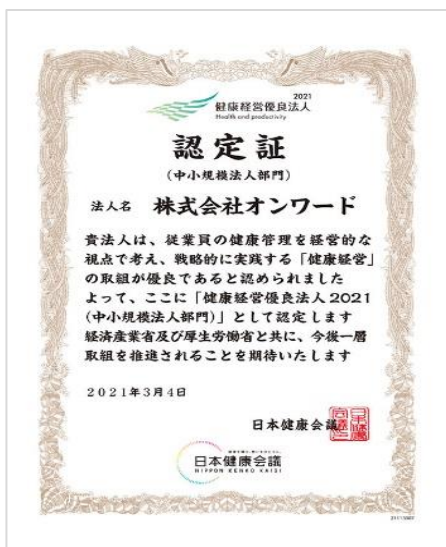 2021
健康経営優良法人
Health and productivity
認定証
（中小規模法人部門）
法人名 株式会社オンワード
貴法人は、従業員の健康管理を経営的な
視点で考え、戦略的に実践する「健康経営」
の取組が優良であると認められました
よって、ここに「健康経営優良法人2021
（中小規模法人部門）」として認定します
経済産業省及び厚生労働省と共に、今後一層
取組を推進されることを期待いたします
2021年3月4日
日本健康会議
日本健康会議
NIPPON KENKO KAIGI